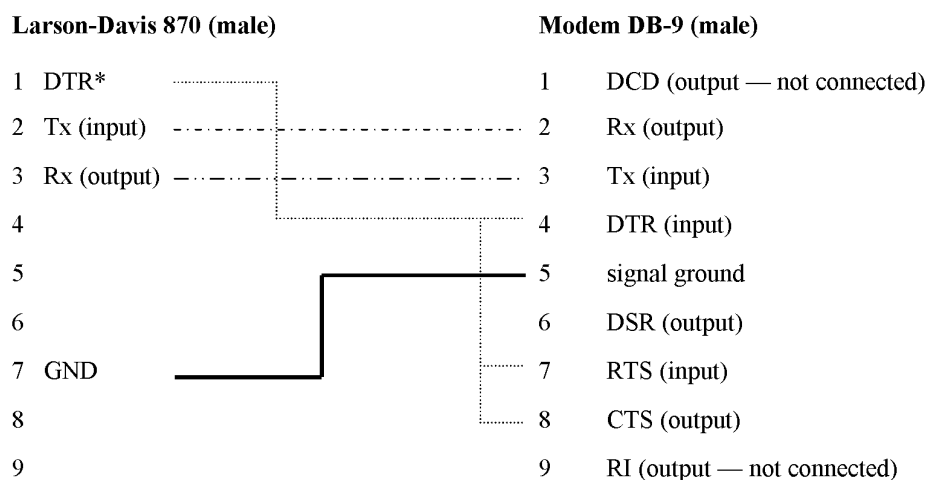 Larson-Davis 870 (male) Modem DB-9 (male)
1 DTR* 1 DCD (output — not connected)
2 Tx (input) 2 Rx (output)
3 Rx (output) 3 Tx (input)
4 4 DTR (input)
5 5 signal ground
6 6 DSR (output)
7 GND 7 RTS (input)
8 8 CTS (output)
9 9 RI (output — not connected)